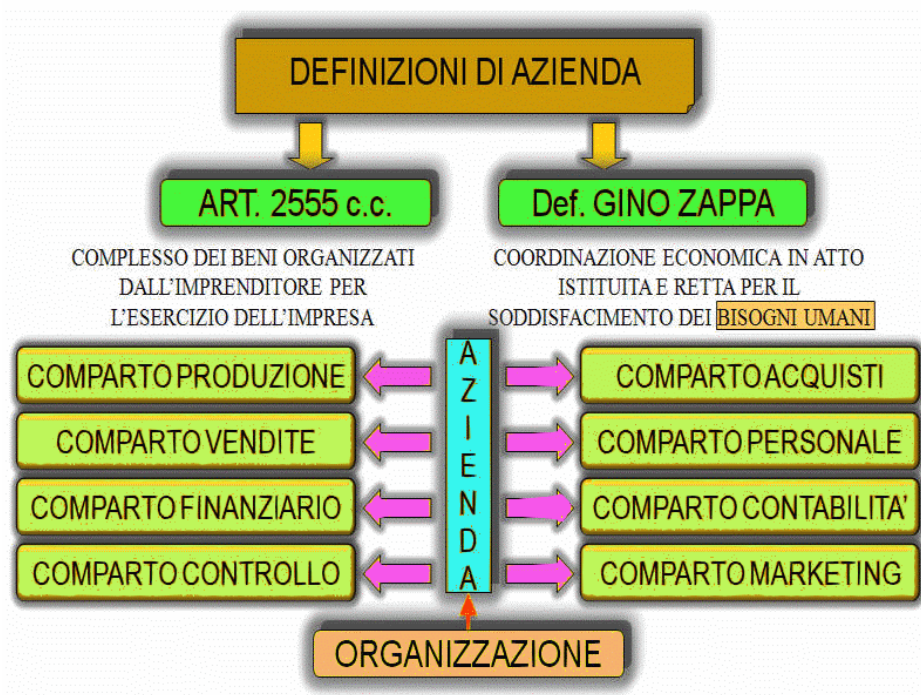 DEFINIZIONI DI AZIENDA
ART. 2555 c.c.
COMPLESSO DEI BENI ORGANIZZATI
DALL'IMPRENDITORE PER
L'ESERCIZIO DELL'IMPRESA
Def. GINO ZAPPA
COORDINAZIONE ECONOMICA IN ATTO
ISTITUITA E RETTA PER IL
SODDISFACIMENTO DEI BISOGNI UMANI
AZIENDA
COMPARTO PRODUZIONE
COMPARTO VENDITE
COMPARTO FINANZIARIO
COMPARTO CONTROLLO
COMPARTO ACQUISTI
COMPARTO PERSONALE
COMPARTO CONTABILITA'
COMPARTO MARKETING
ORGANIZZAZIONE